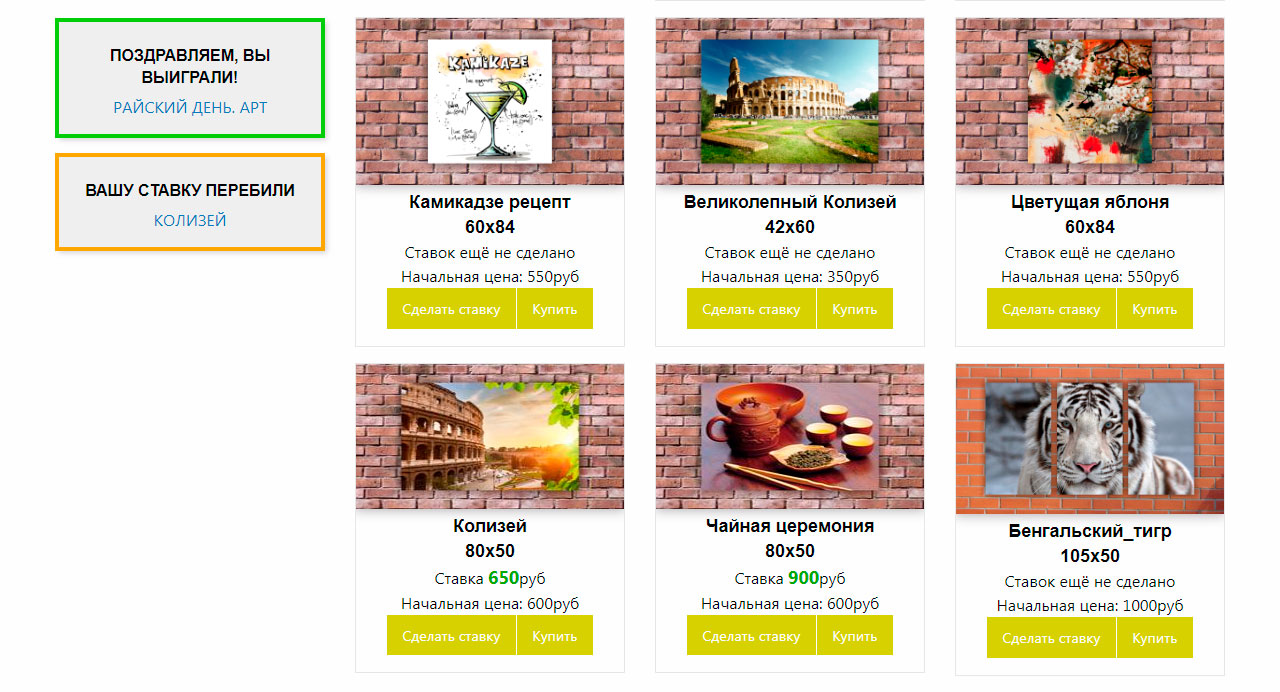 ПОЗДРАВЛЯЕМ, ВЫ
ВЫИГРАЛИ!
РАЙСКИЙ ДЕНЬ. АРТ
ВАШУ СТАВКУ ПЕРЕБИЛИ
КОЛИЗЕЙ
KAMIKAZE
Камикадзе рецепт
60x84
Ставок ещё не сделано
Начальная цена: 550руб
Сделать ставку
Купить
Великолепный Колизей
42x60
Ставок ещё не сделано
Начальная цена: 350руб
Сделать ставку
Купить
Цветущая яблоня
60x84
Ставок ещё не сделано
Начальная цена: 550руб
Сделать ставку
Купить
Колизей
80x50
Ставка 650руб
Начальная цена: 600руб
Сделать ставку
Купить
Чайная церемония
80x50
Ставка 900руб
Начальная цена: 600руб
Сделать ставку
Купить
Бенгальский_тигр
105x50
Ставок ещё не сделано
Начальная цена: 1000руб
Сделать ставку
Купить